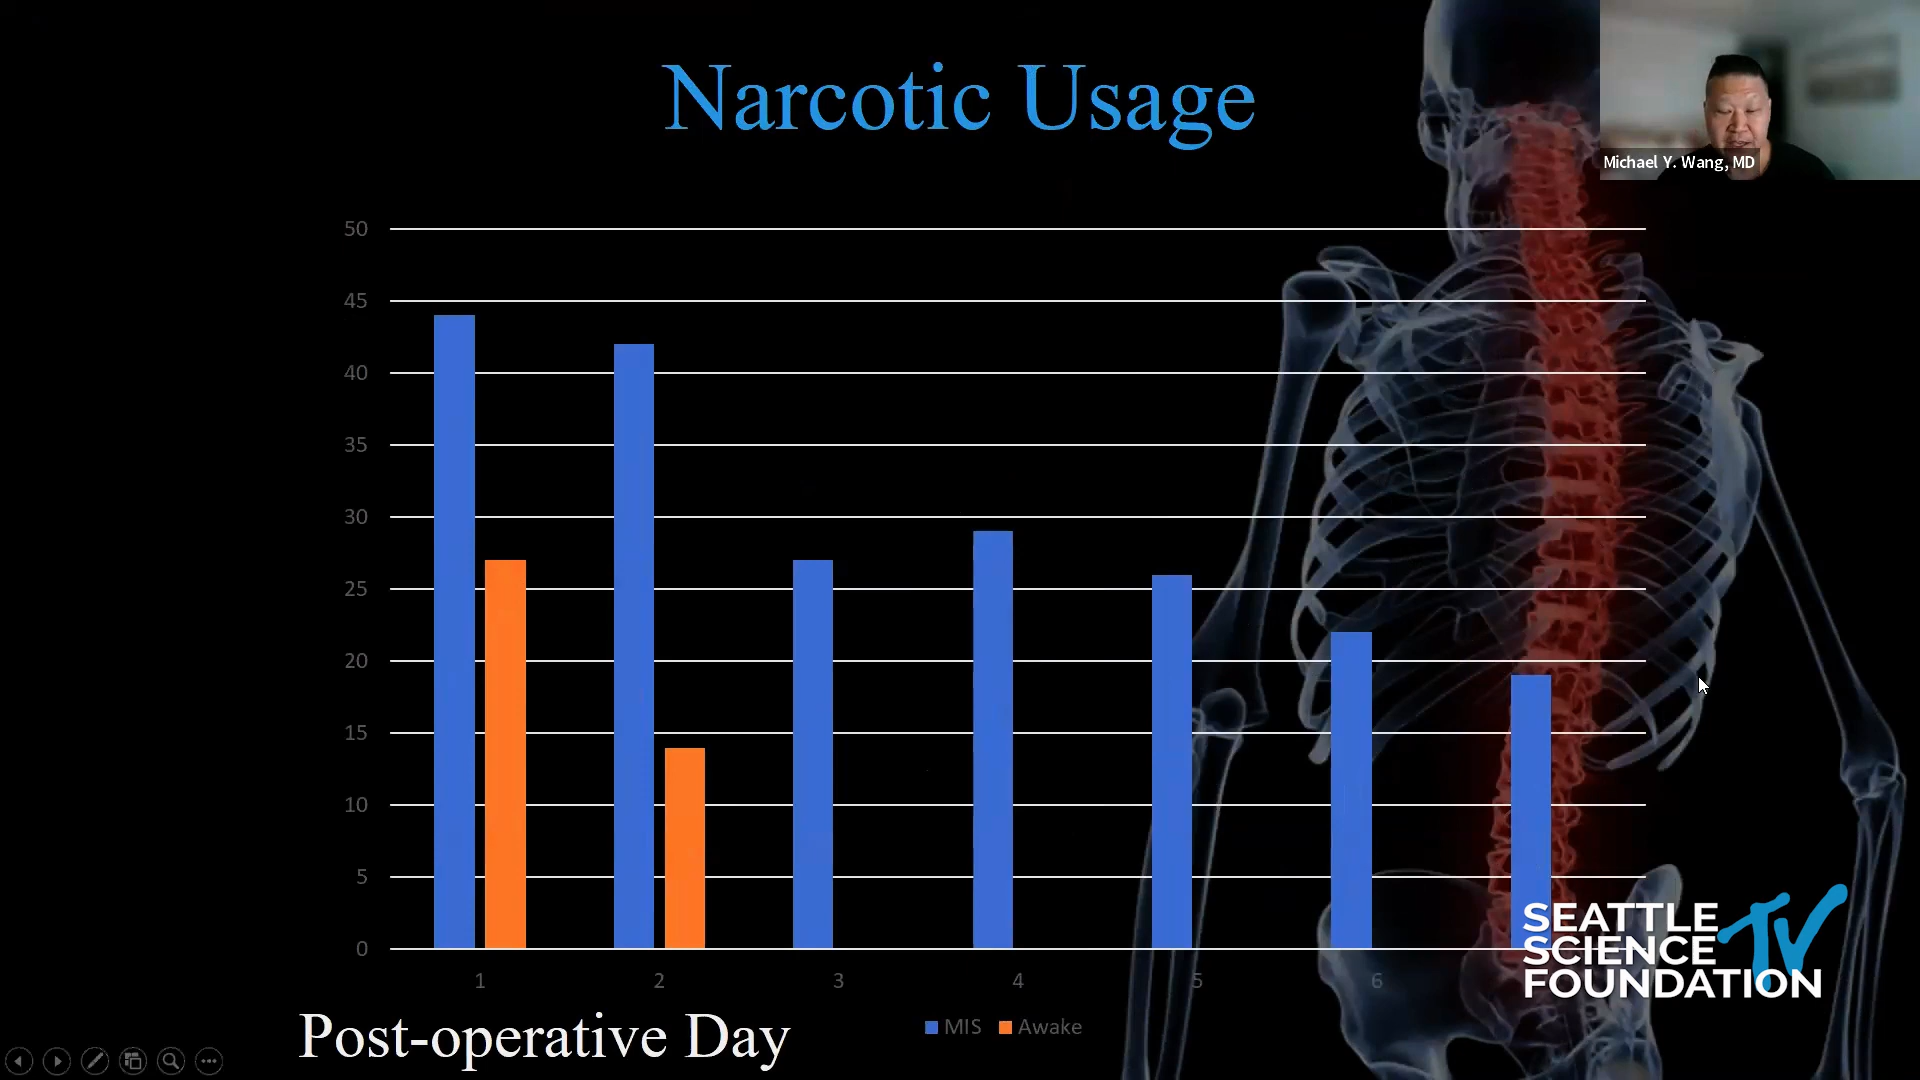 Narcotic Usage
Michael Y. Wang, MD
50
45
40
35
30
25
20
15
10
5
0
1 2 3 4 5 6
Post-operative Day
MIS Awake
SEATTLE
SCIENCE
FOUNDATION
TV